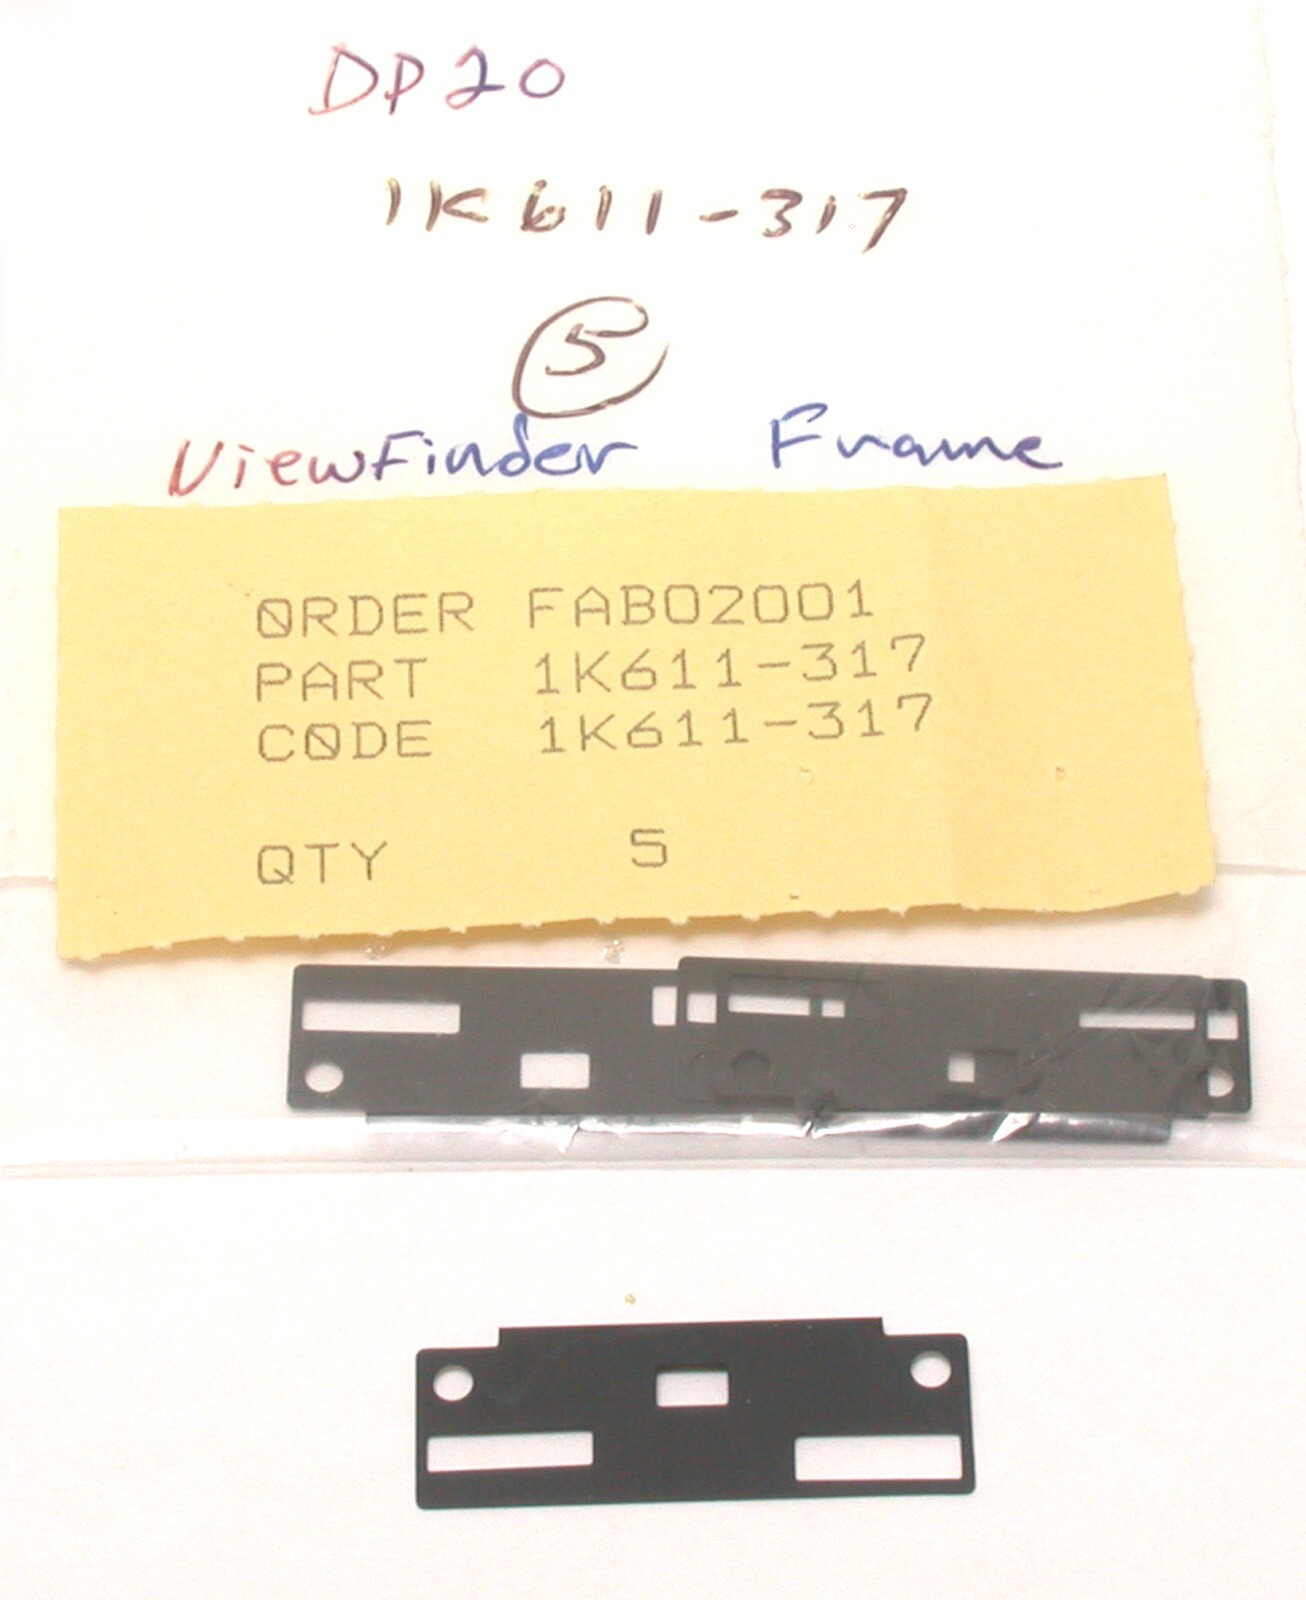 DP20
1K611-317
5
Viewfinder Frame
ORDER FAB02001
PART 1K611-317
CODE 1K611-317
QTY 5